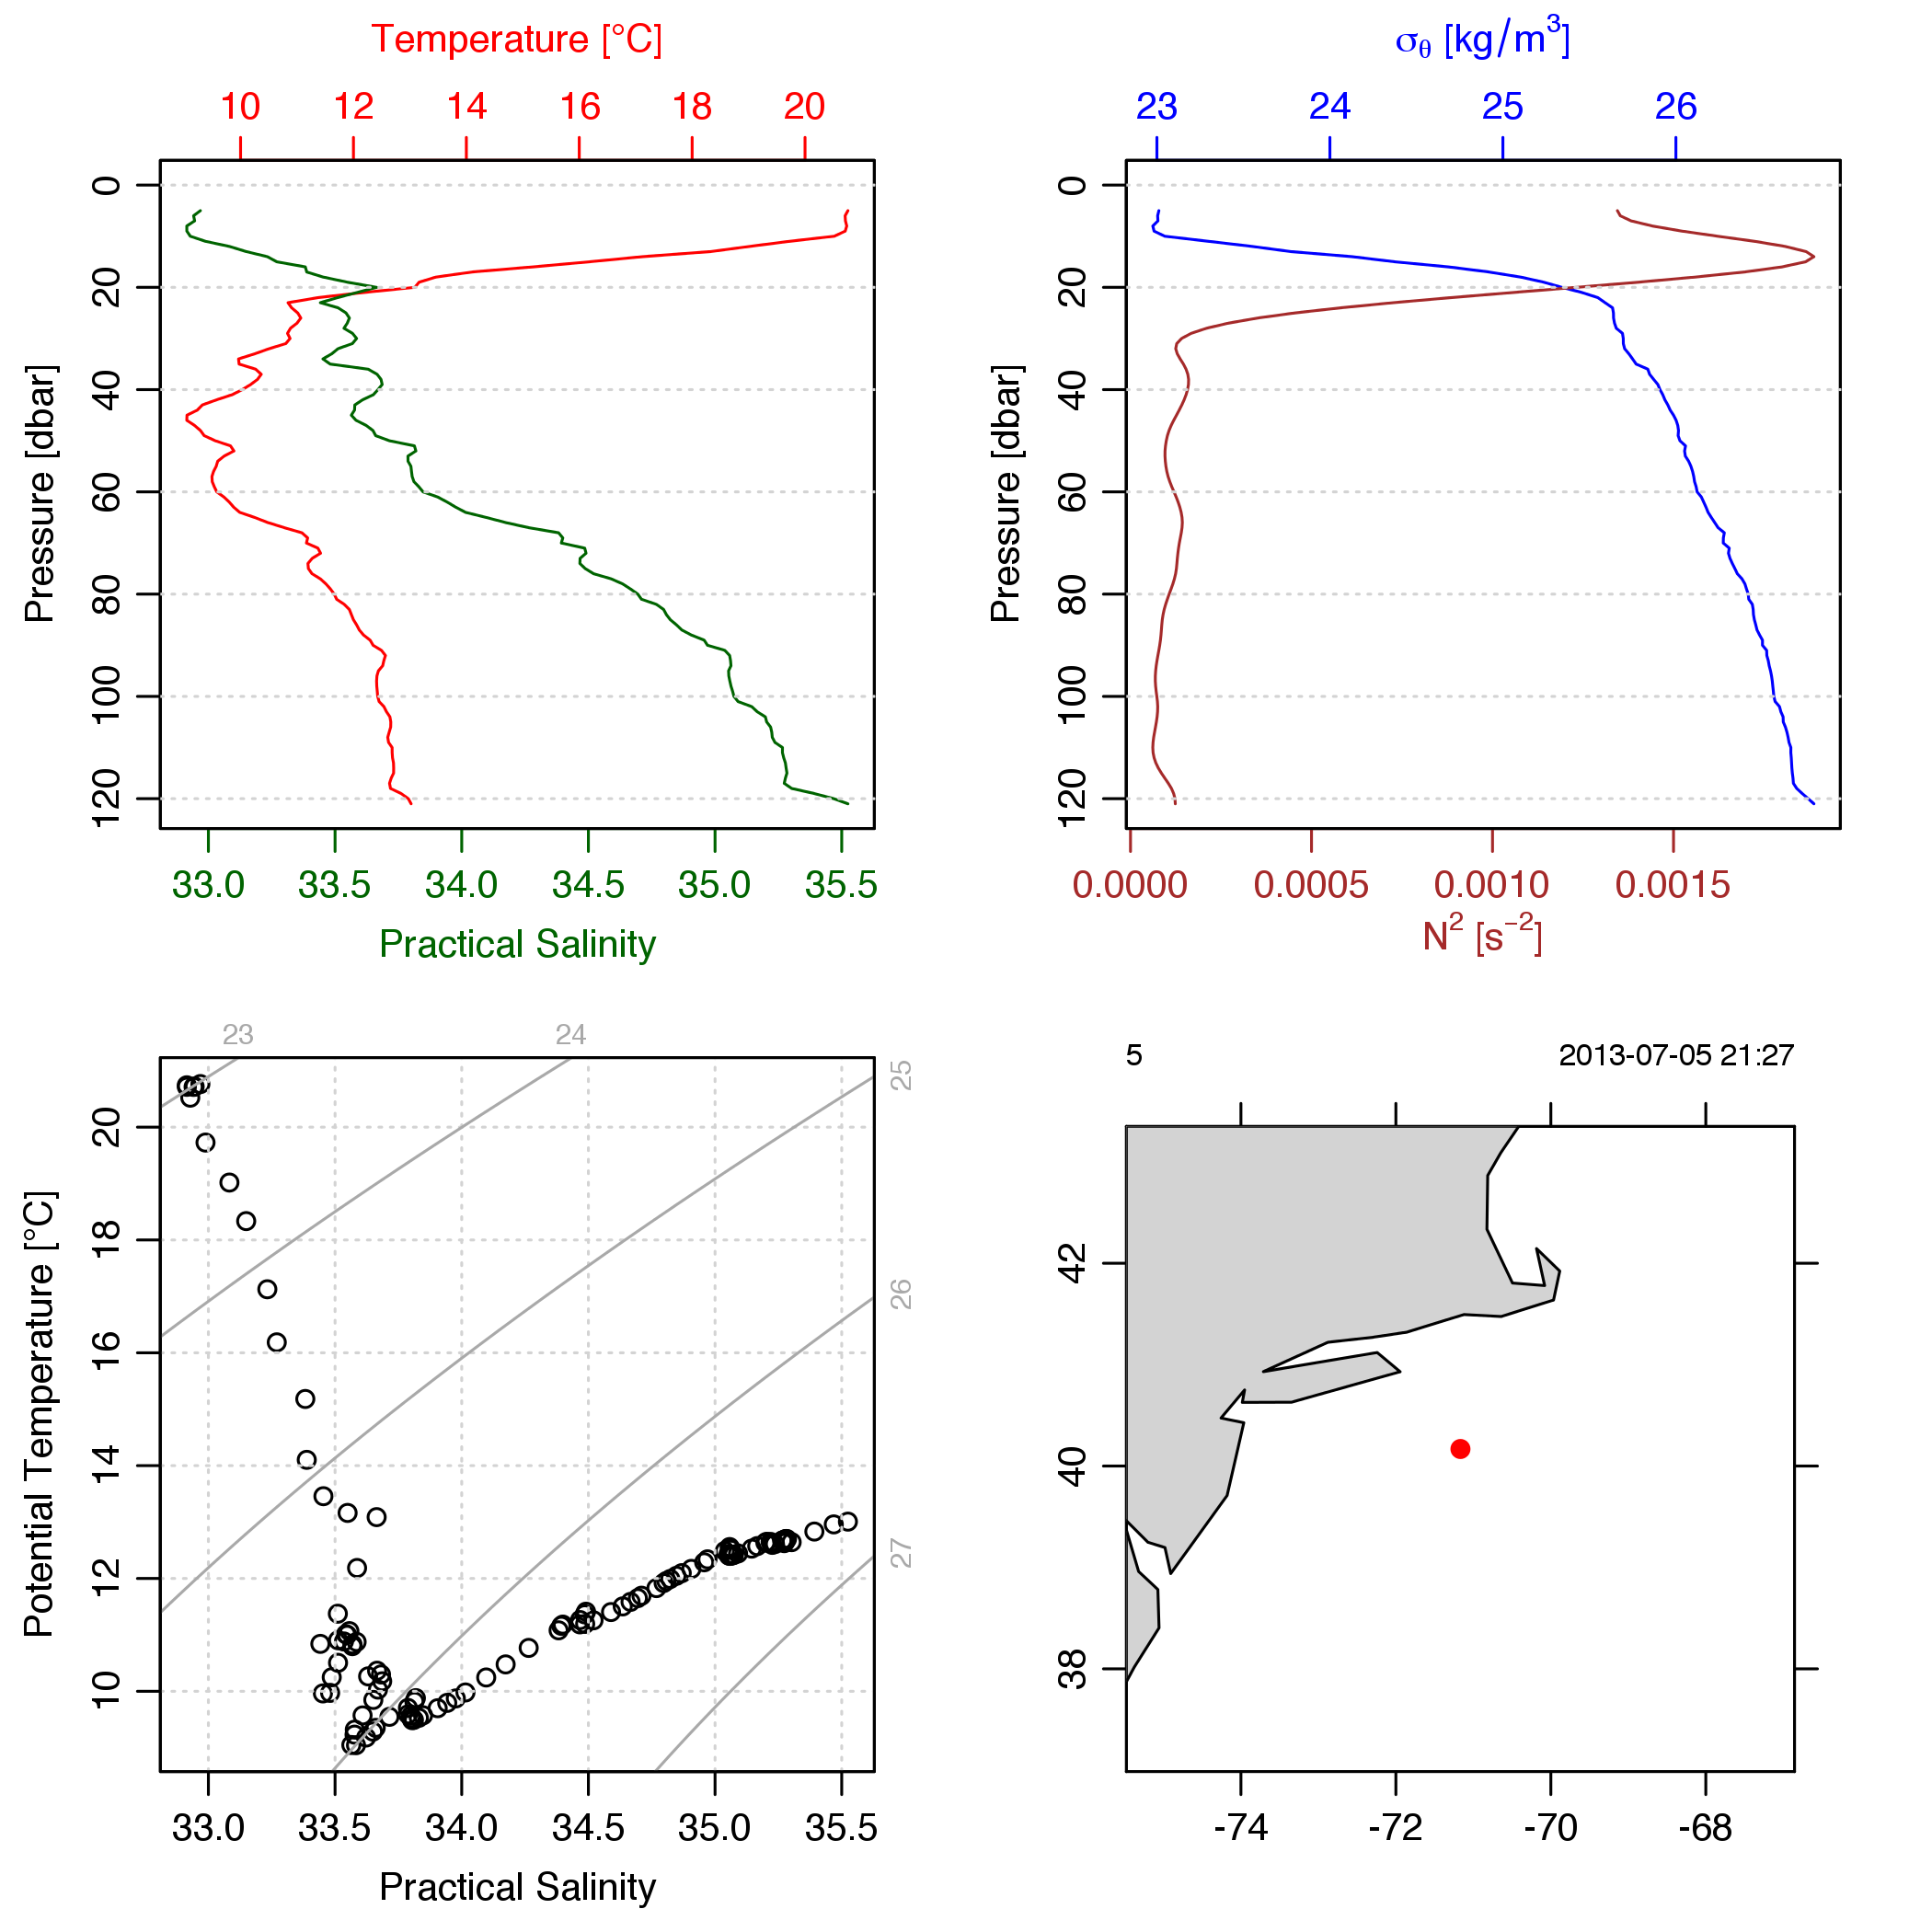 Temperature [°C]
10 12 14 16 18 20
0 20 40 60 80 100 120
Pressure [dbar]
33.0 33.5 34.0 34.5 35.0 35.5
Practical Salinity
σθ [kg/m³]
23 24 25 26
0 20 40 60 80 100 120
Pressure [dbar]
0.0000 0.0005 0.0010 0.0015
N² [s⁻²]
23 24
25
26
27
20 18 16 14 12 10
Potential Temperature [°C]
33.0 33.5 34.0 34.5 35.0 35.5
Practical Salinity
5 2013-07-05 21:27
42 40 38
-74 -72 -70 -68